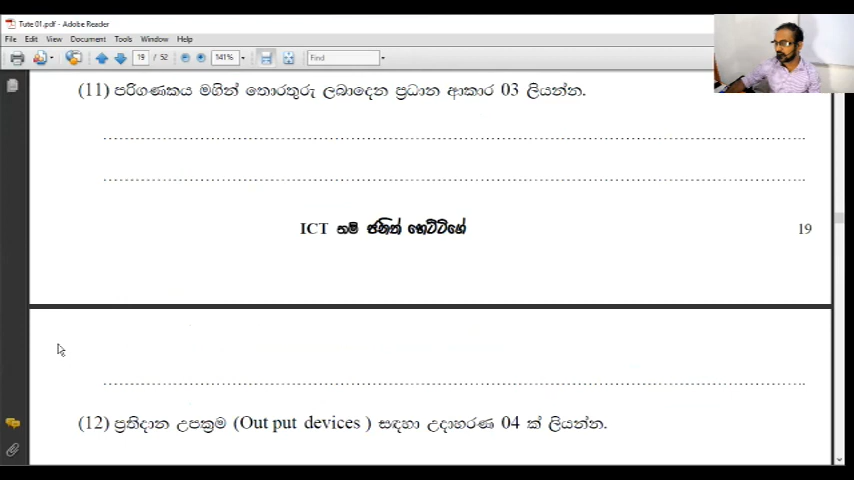 Tute 01.pdf - Adobe Reader
File Edit View Document Tools Window Help
19 / 52 141% Find
(11) පරිගණකය මගින් තොරතුරු ලබාදෙන ප්‍රධාන ආකාර 03 ලියන්න.
........................................................................................................
........................................................................................................
ICT තමී ජනිත් හෙට්ටිගේ 19
........................................................................................................
(12) ප්‍රතිදාන උපක්‍රම (Out put devices ) සඳහා උදාහරණ 04 ක් ලියන්න.